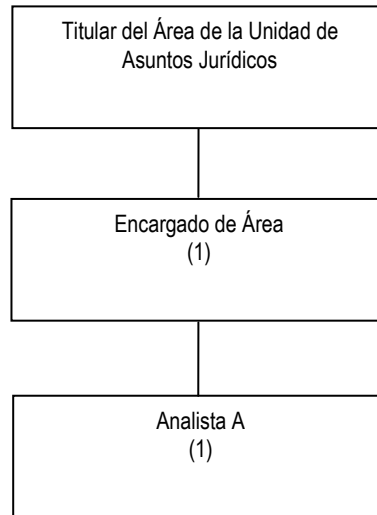 Titular del Área de la Unidad de
Asuntos Jurídicos
Encargado de Área
(1)
Analista A
(1)